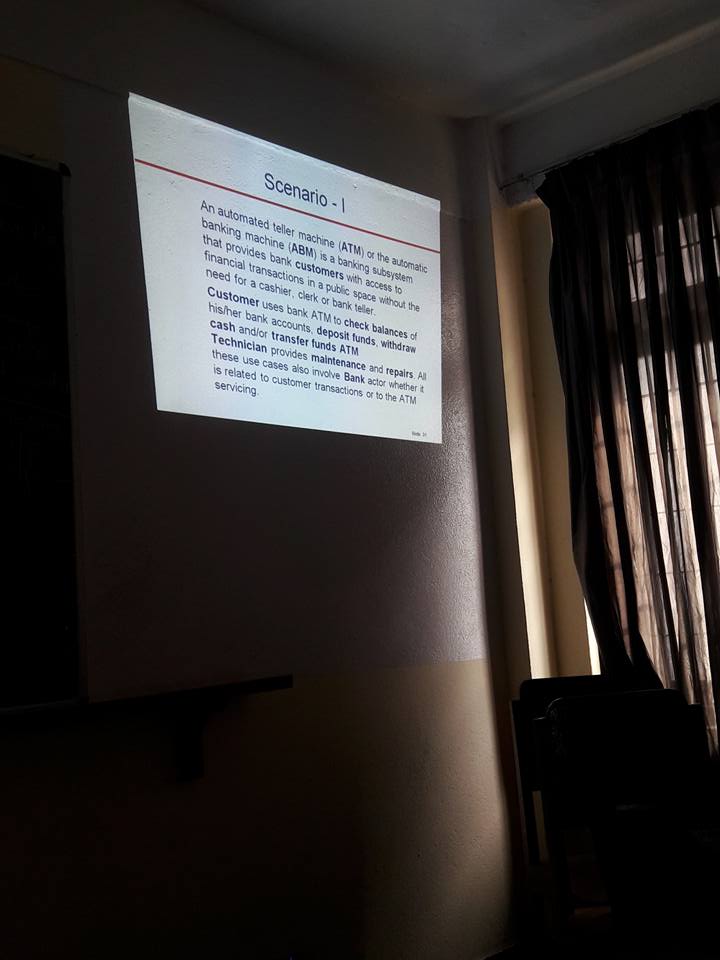 Scenario - I
An automated teller machine (ATM) or the automatic
banking machine (ABM) is a banking subsystem
that provides bank customers with access to
financial transactions in a public space without the
need for a cashier, clerk or bank teller.
Customer uses bank ATM to check balances of
his/her bank accounts, deposit funds, withdraw
cash and/or transfer funds ATM
Technician provides maintenance and repairs. All
these use cases also involve Bank actor whether it
is related to customer transactions or to the ATM
servicing.